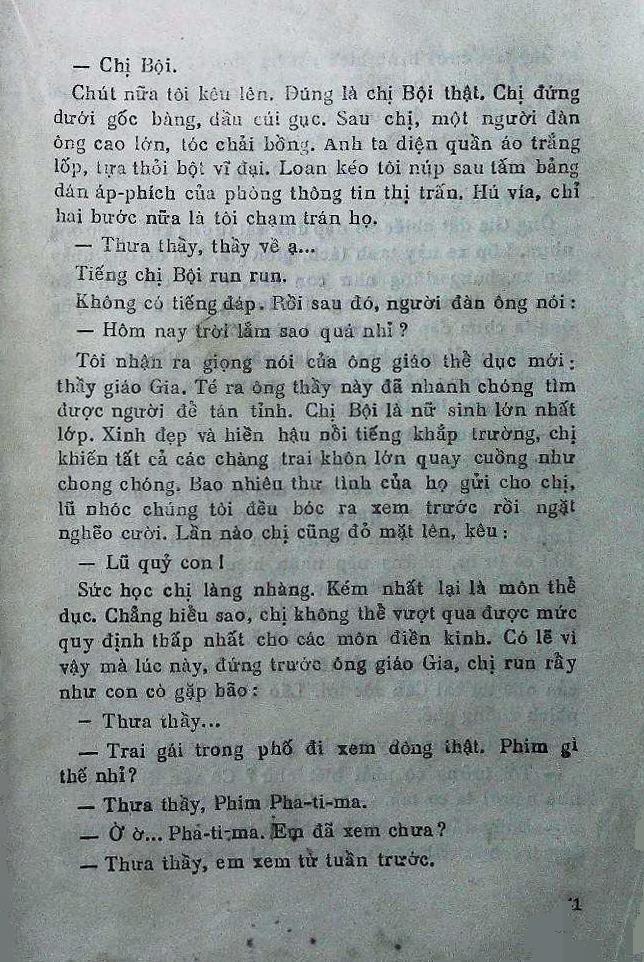 — Chị Bội.
Chút nữa tôi kêu lên. Đúng là chị Bội thật. Chị đứng
dưới gốc bàng, đầu cúi gục. Sau chị, một người đàn
ông cao lớn, tóc chải bồng. Anh ta diện quần áo trắng
lốp, tựa thỏi bột vĩ đại. Loan kéo tôi núp sau tấm bảng
dán áp-phích của phòng thông tin thị trấn. Hú vía, chỉ
hai bước nữa là tôi chạm trán họ.
— Thưa thầy, thầy về ạ...
Tiếng chị Bội run run.
Không có tiếng đáp. Rồi sau đó, người đàn ông nói:
— Hôm nay trời lắm sao quá nhỉ?
Tôi nhận ra giọng nói của ông giáo thể dục mới:
thầy giáo Gia. Té ra ông thầy này đã nhanh chóng tìm
được người để tán tỉnh. Chị Bội là nữ sinh lớn nhất
lớp. Xinh đẹp và hiền hậu nổi tiếng khắp trường, chị
khiến tất cả các chàng trai khôn lớn quay cuồng như
chong chóng. Bao nhiêu thư tình của họ gửi cho chị,
lũ nhóc chúng tôi đều bóc ra xem trước rồi ngặt
nghẽo cười. Lần nào chị cũng đỏ mặt lên, kêu:
— Lũ quỷ con!
Sức học chị làng nhàng. Kém nhất lại là môn thể
dục. Chẳng hiểu sao, chị không thể vượt qua được mức
quy định thấp nhất cho các môn điền kinh. Có lẽ vì
vậy mà lúc này, đứng trước ông giáo Gia, chị run rẩy
như con cò gặp bão:
— Thưa thầy...
— Trai gái trong phố đi xem đông thật. Phim gì
thế nhỉ?
— Thưa thầy, Phim Pha-ti-ma.
— Ờ ờ... Pha-ti-ma. Em đã xem chưa?
— Thưa thầy, em xem từ tuần trước.
11